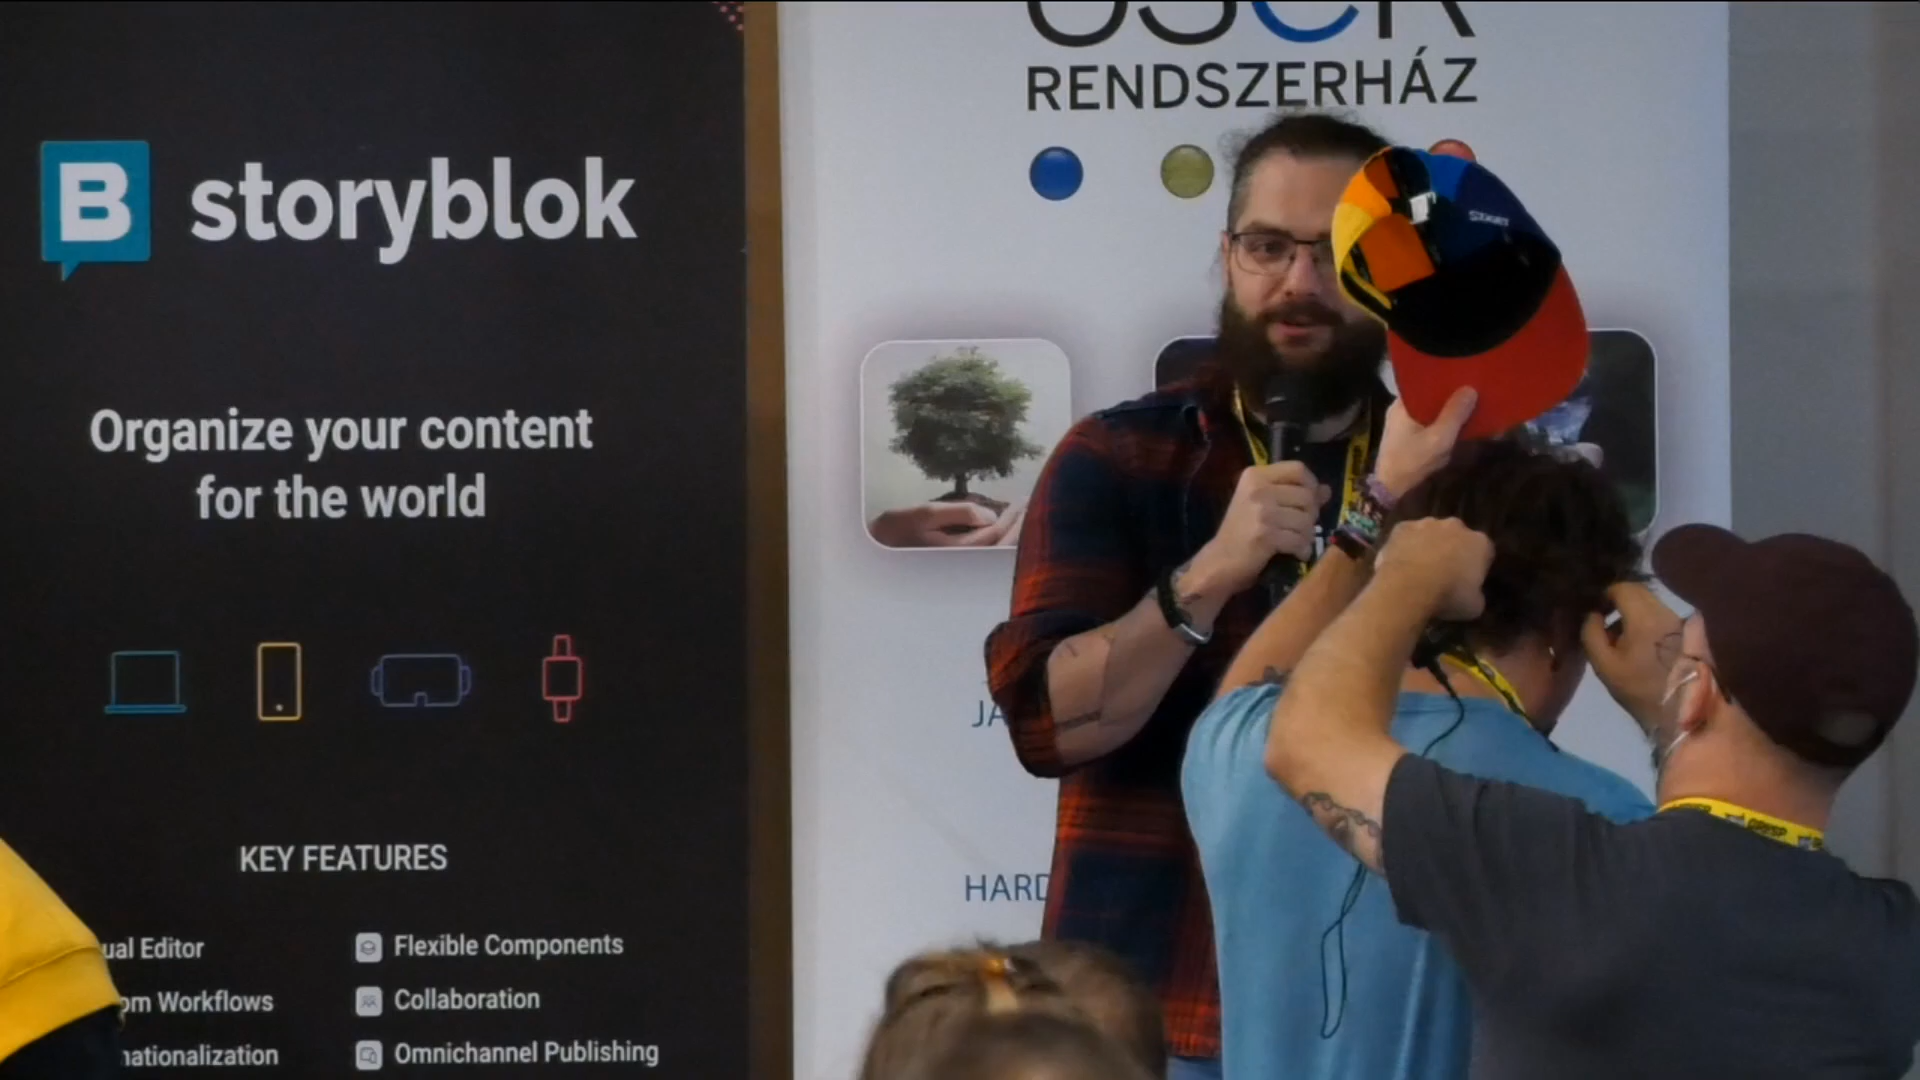 B storyblok
Organize your content
for the world
KEY FEATURES
ual Editor
Flexible Components
om Workflows
Collaboration
nationalization
Omnichannel Publishing
USER
RENDSZERHÁZ
JA
HARD